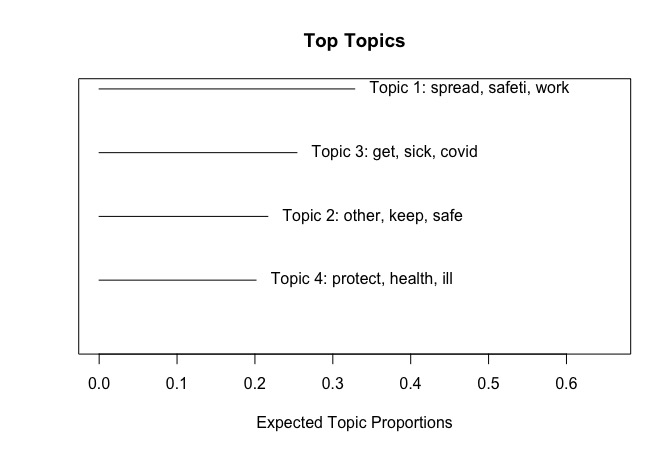 Top Topics
Topic 1: spread, safeti, work
Topic 3: get, sick, covid
Topic 2: other, keep, safe
Topic 4: protect, health, ill
0.0 0.1 0.2 0.3 0.4 0.5 0.6
Expected Topic Proportions